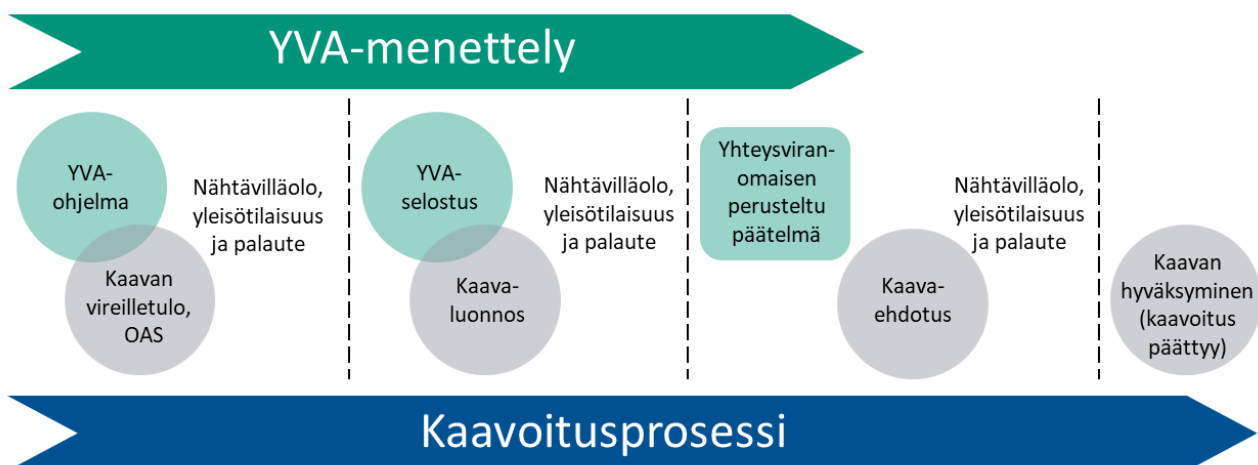 YVA-menettely
YVA-
ohjelma
Kaavan
vireilletulo,
OAS
Nähtävilläolo,
yleisötilaisuus
ja palaute
YVA-
selostus
Kaava-
luonnos
Nähtävilläolo,
yleisötilaisuus
ja palaute
Yhteysviran-
omaisen
perusteltu
päätelmä
Kaava-
ehdotus
Nähtävilläolo,
yleisötilaisuus
ja palaute
Kaavan
hyväksyminen
(kaavoitus
päättyy)
Kaavoitusprosessi